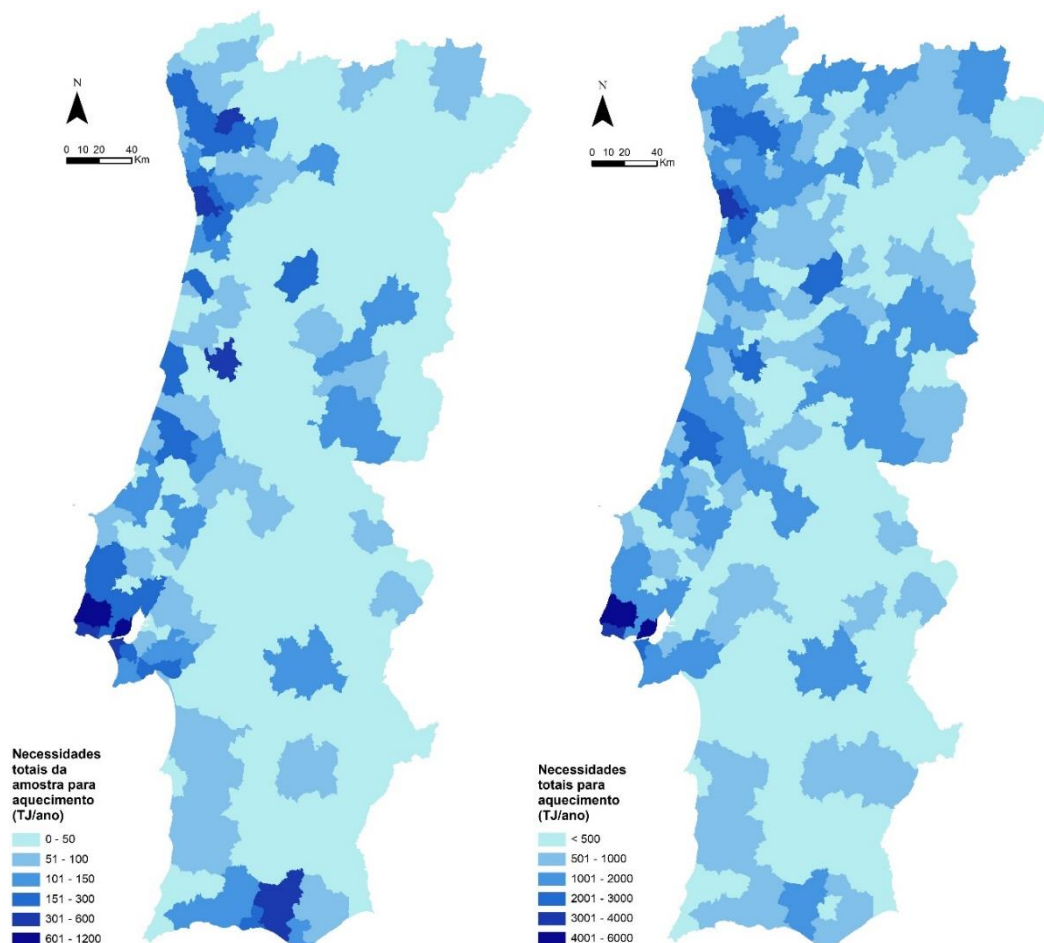 N
0 10 20 40
Km
Necessidades
totais da
amostra para
aquecimento
(TJ/ano)
0 - 50
51 - 100
101 - 150
151 - 300
301 - 600
601 - 1200
N
0 10 20 40
Km
Necessidades
totais para
aquecimento
(TJ/ano)
< 500
501 - 1000
1001 - 2000
2001 - 3000
3001 - 4000
4001 - 6000